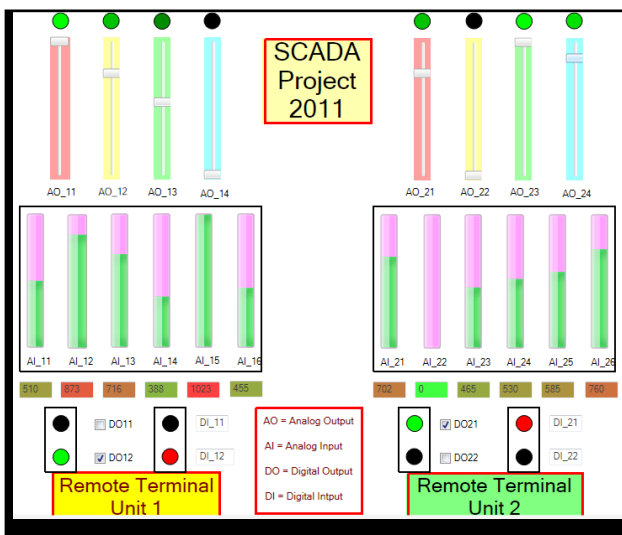 SCADA
Project
2011
AO_11 AO_12 AO_13 AO_14
AO_21 AO_22 AO_23 AO_24
AI_11 AI_12 AI_13 AI_14 AI_15 AI_16
AI_21 AI_22 AI_23 AI_24 AI_25 AI_26
510 873 716 388 1023 455
702 0 465 530 585 760
DO11 DI_11
DO12 DI_12
AO = Analog Output
AI = Analog Input
DO = Digital Output
DI = Digital Intput
DO21 DI_21
DO22 DI_22
Remote Terminal
Unit 1
Remote Terminal
Unit 2